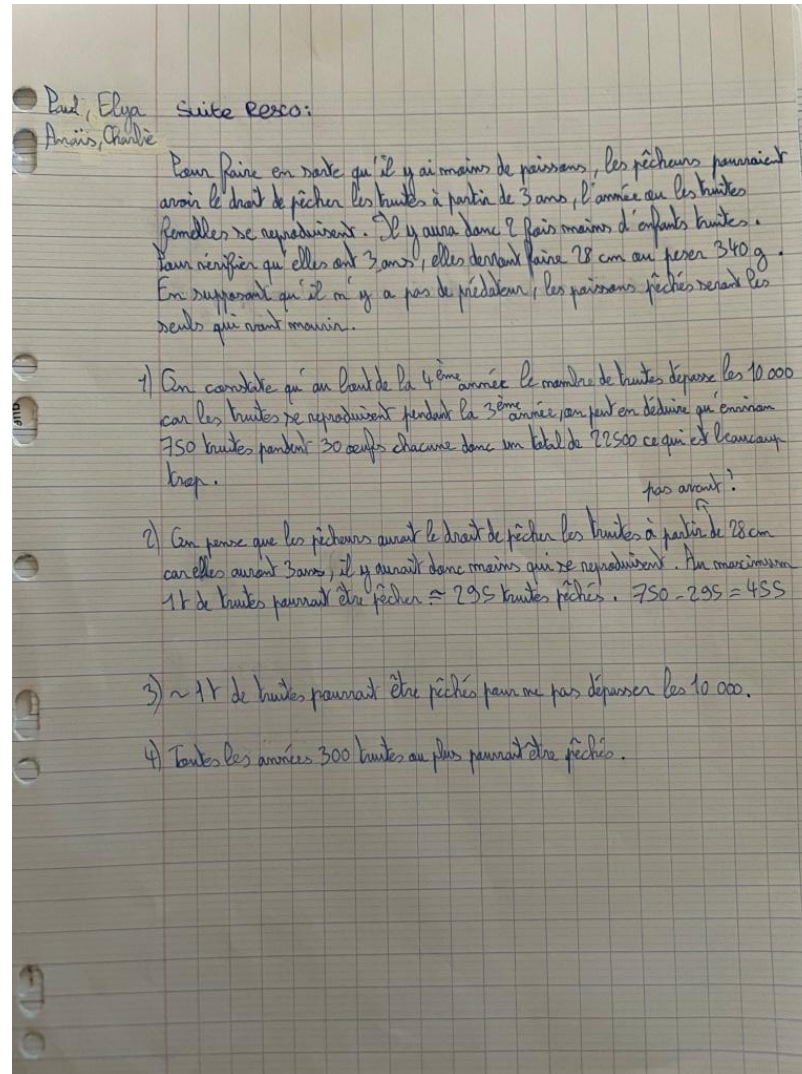 Paul, Elya Suite Resco:
Anaïs, Charlie
Pour faire en sorte qu'il y ai moins de poissons, les pêcheurs pourraient
avoir le droit de pêcher les truites à partir de 3 ans, l'année ou les truites
femelles se reproduisent. Il y aura donc 2 fois moins d'enfants truites.
Pour vérifier qu'elles ont 3 ans, elles devront faire 28 cm ou peser 340 g.
En supposant qu'il n'y a pas de prédateur, les poissons pêchés seront les
seuls qui vont mourir.
1) On constate qu'au bout de la 4ème année le nombre de truites dépasse les 10 000
car les truites se reproduisent pendant la 3ème année, on peut en déduire qu'environ
750 truites pondent 30 oeufs chacune donc un total de 22500 ce qui est beaucoup
trop.
pas avant !
2) On pense que les pêcheurs aurait le droit de pêcher les truites à partir de 28 cm
car elles auront 3 ans, il y aurait donc moins qui se reproduisent. Au maximum
1t de truites pourrait être pêcher ≈ 295 truites pêchés. 750 - 295 = 455
3) ~ 1t de truites pourrait être pêchés pour ne pas dépasser les 10 000.
4) Toutes les années 300 truites au plus pourrait être pêchés.